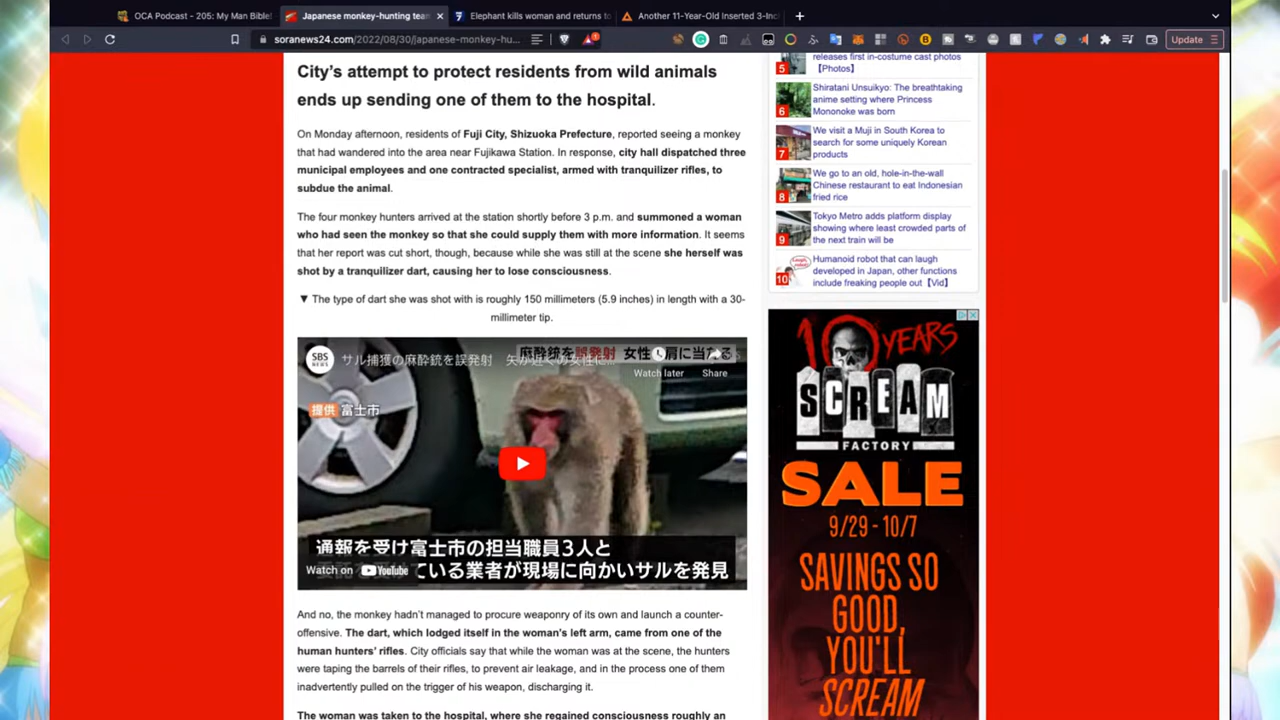 OCA Podcast - 205: My Man Bible!
Japanese monkey-hunting tea
Elephant kills woman and returns to
Another 11-Year-Old Inserted 3-Inc
soranews24.com/2022/08/30/japanese-monkey-hu...
Update
City's attempt to protect residents from wild animals
ends up sending one of them to the hospital.
On Monday afternoon, residents of Fuji City, Shizuoka Prefecture, reported seeing a monkey
that had wandered into the area near Fujikawa Station. In response, city hall dispatched three
municipal employees and one contracted specialist, armed with tranquilizer rifles, to
subdue the animal.
The four monkey hunters arrived at the station shortly before 3 p.m. and summoned a woman
who had seen the monkey so that she could supply them with more information. It seems
that her report was cut short, though, because while she was still at the scene she herself was
shot by a tranquilizer dart, causing her to lose consciousness.
▼ The type of dart she was shot with is roughly 150 millimeters (5.9 inches) in length with a 30-
millimeter tip.
SBS
NEWS
サル捕獲の麻酔銃を誤発射
麻酔銃を誤発射 女性
肩に当たる
Watch later
Share
提供 富士市
通報を受け富士市の担当職員3人と
ている業者が現場に向かいサルを発見
Watch on YouTube
And no, the monkey hadn't managed to procure weaponry of its own and launch a counter-
offensive. The dart, which lodged itself in the woman's left arm, came from one of the
human hunters' rifles. City officials say that while the woman was at the scene, the hunters
were taping the barrels of their rifles, to prevent air leakage, and in the process one of them
inadvertently pulled on the trigger of his weapon, discharging it.
The woman was taken to the hospital, where she regained consciousness roughly an
5
releases first in-costume cast photos
【Photos】
6
Shiratani Unsuikyo: The breathtaking
anime setting where Princess
Mononoke was born
7
We visit a Muji in South Korea to
search for some uniquely Korean
products
8
We go to an old, hole-in-the-wall
Chinese restaurant to eat Indonesian
fried rice
9
Tokyo Metro adds platform display
showing where least crowded parts of
the next train will be
10
Humanoid robot that can laugh
developed in Japan, other functions
include freaking people out【Vid】
10 YEARS
SCREAM
FACTORY
SALE
9/29 - 10/7
SAVINGS SO
GOOD,
YOU'LL
SCREAM